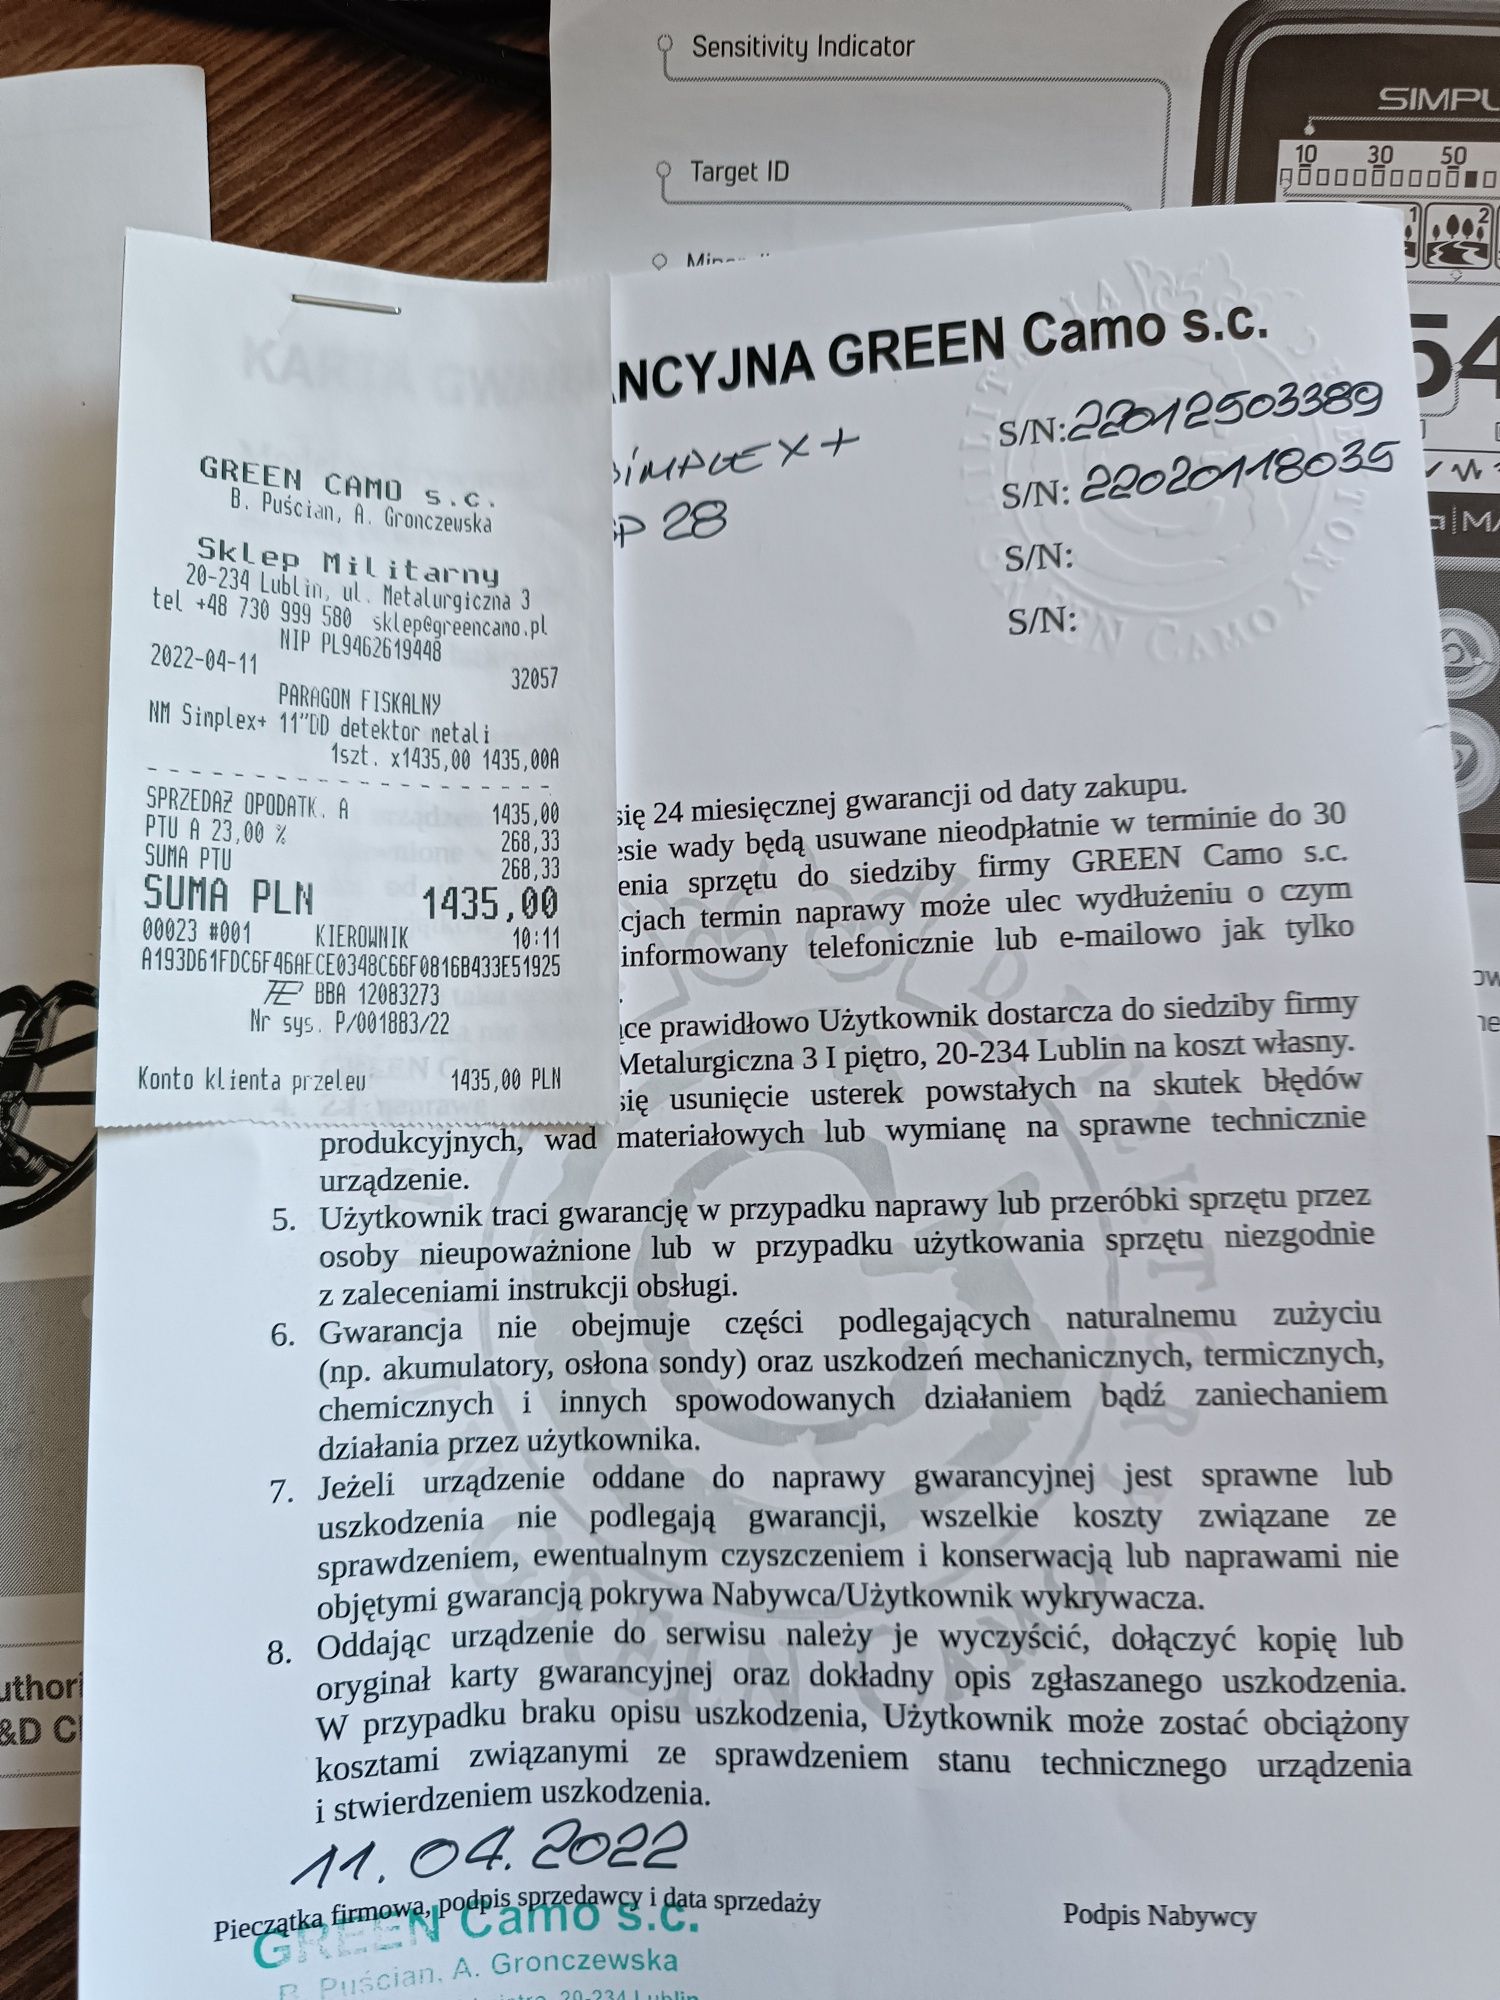 Sensitivity Indicator
Target ID
SIMPL
10 30 50
1 2
54
NCYJNA GREEN Camo s.c.
SIMPLEX+
S/N: 22012503389
SP 28
S/N: 22020118035
S/N:
S/N:
GREEN CAMO s.c.
B. Puścian, A. Gronczewska
Sklep Militarny
20-234 Lublin, ul. Metalurgiczna 3
tel +48 730 999 580 sklep@greencamo.pl
NIP PL9462619448
2022-04-11 32057
PARAGON FISKALNY
NM Simplex+ 11"DD detektor metali
1szt. x1435,00 1435,00A
SPRZEDAŻ OPODATK. A 1435,00
PTU A 23,00 % 268,33
SUMA PTU 268,33
SUMA PLN 1435,00
00023 #001 KIEROWNIK 10:11
A193D61FDC6F46AECE0348C66F0816B433E51925
BBA 12083273
Nr sys. P/001883/22
Konto klienta przelew 1435,00 PLN
się 24 miesięcznej gwarancji od daty zakupu.
esie wady będą usuwane nieodpłatnie w terminie do 30
enia sprzętu do siedziby firmy GREEN Camo s.c.
cjach termin naprawy może ulec wydłużeniu o czym
informowany telefonicznie lub e-mailowo jak tylko
.
ące prawidłowo Użytkownik dostarcza do siedziby firmy
Metalurgiczna 3 I piętro, 20-234 Lublin na koszt własny.
się usunięcie usterek powstałych na skutek błędów
produkcyjnych, wad materiałowych lub wymianę na sprawne technicznie
urządzenie.
5. Użytkownik traci gwarancję w przypadku naprawy lub przeróbki sprzętu przez
osoby nieupoważnione lub w przypadku użytkowania sprzętu niezgodnie
z zaleceniami instrukcji obsługi.
6. Gwarancja nie obejmuje części podlegających naturalnemu zużyciu
(np. akumulatory, osłona sondy) oraz uszkodzeń mechanicznych, termicznych,
chemicznych i innych spowodowanych działaniem bądź zaniechaniem
działania przez użytkownika.
7. Jeżeli urządzenie oddane do naprawy gwarancyjnej jest sprawne lub
uszkodzenia nie podlegają gwarancji, wszelkie koszty związane ze
sprawdzeniem, ewentualnym czyszczeniem i konserwacją lub naprawami nie
objętymi gwarancją pokrywa Nabywca/Użytkownik wykrywacza.
8. Oddając urządzenie do serwisu należy je wyczyścić, dołączyć kopię lub
oryginał karty gwarancyjnej oraz dokładny opis zgłaszanego uszkodzenia.
W przypadku braku opisu uszkodzenia, Użytkownik może zostać obciążony
kosztami związanymi ze sprawdzeniem stanu technicznego urządzenia
i stwierdzeniem uszkodzenia.
11.04.2022
Pieczątka firmowa, podpis sprzedawcy i data sprzedaży
Podpis Nabywcy
GREEN Camo s.c.
B. Puścian, A. Gronczewska
20-234 Lublin
uthori
&D C